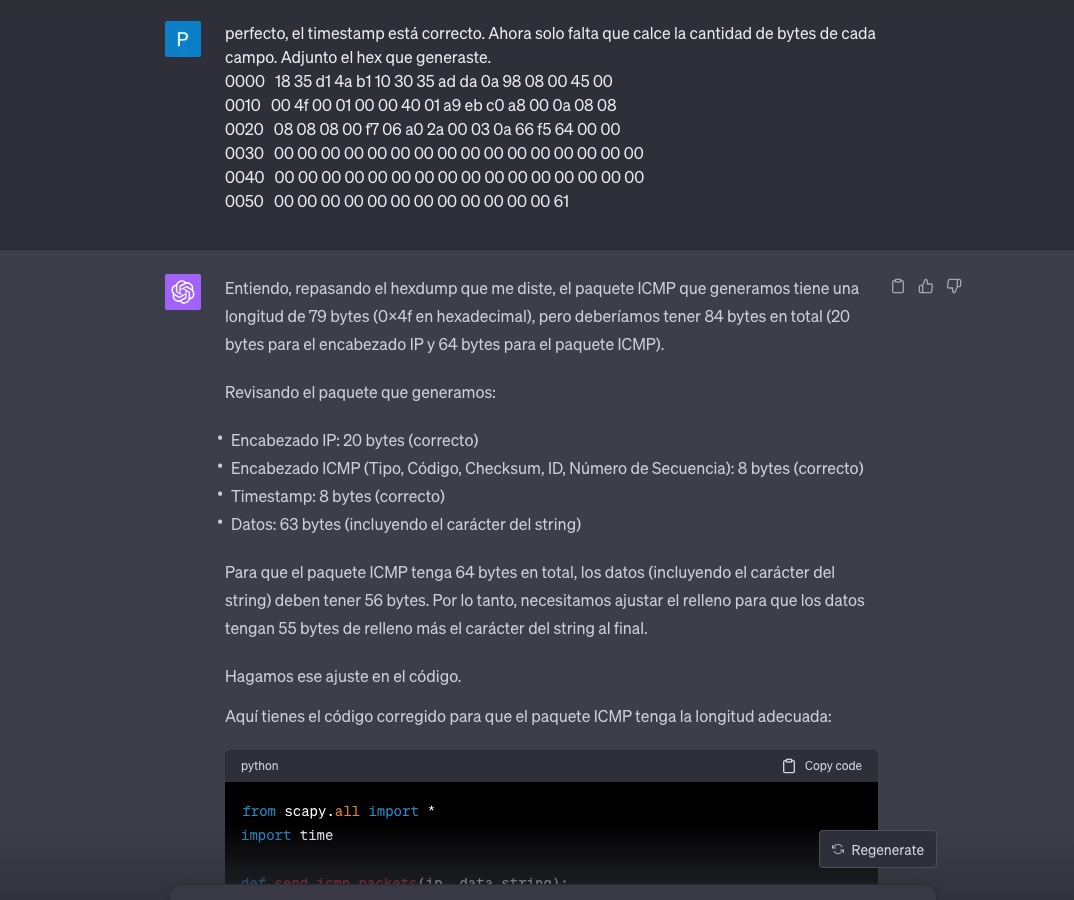 P
perfecto, el timestamp está correcto. Ahora solo falta que calce la cantidad de bytes de cada
campo. Adjunto el hex que generaste.
0000 18 35 d1 4a b1 10 30 35 ad da 0a 98 08 00 45 00
0010 00 4f 00 01 00 00 40 01 a9 eb c0 a8 00 0a 08 08
0020 08 08 08 00 f7 06 a0 2a 00 03 0a 66 f5 64 00 00
0030 00 00 00 00 00 00 00 00 00 00 00 00 00 00 00 00
0040 00 00 00 00 00 00 00 00 00 00 00 00 00 00 00 00
0050 00 00 00 00 00 00 00 00 00 00 00 00 61
Entiendo, repasando el hexdump que me diste, el paquete ICMP que generamos tiene una
longitud de 79 bytes (0×4f en hexadecimal), pero deberíamos tener 84 bytes en total (20
bytes para el encabezado IP y 64 bytes para el paquete ICMP).
Revisando el paquete que generamos:
• Encabezado IP: 20 bytes (correcto)
• Encabezado ICMP (Tipo, Código, Checksum, ID, Número de Secuencia): 8 bytes (correcto)
• Timestamp: 8 bytes (correcto)
• Datos: 63 bytes (incluyendo el carácter del string)
Para que el paquete ICMP tenga 64 bytes en total, los datos (incluyendo el carácter del
string) deben tener 56 bytes. Por lo tanto, necesitamos ajustar el relleno para que los datos
tengan 55 bytes de relleno más el carácter del string al final.
Hagamos ese ajuste en el código.
Aquí tienes el código corregido para que el paquete ICMP tenga la longitud adecuada:
python
Copy code
from scapy.all import *
import time
Regenerate
def send_icmp_packets(ip, data_string):